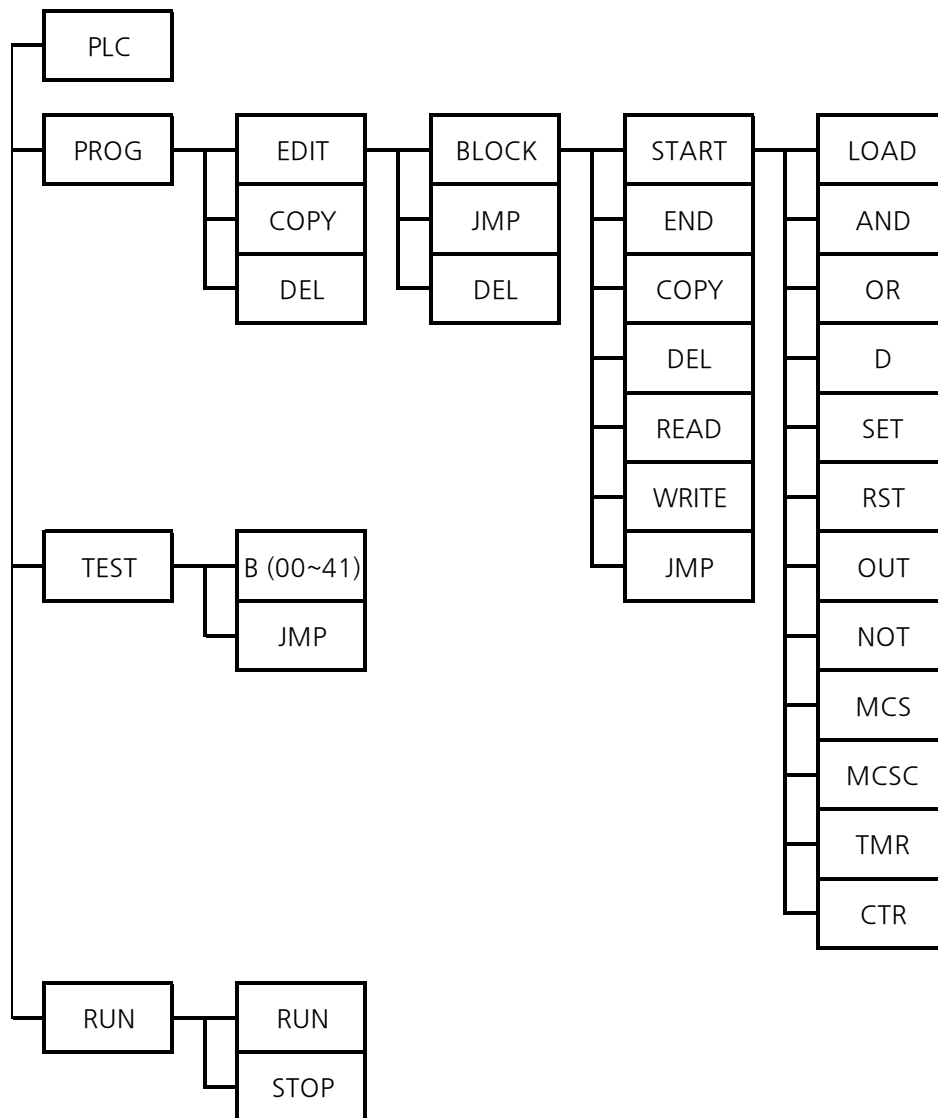 PLC
PROG
EDIT
BLOCK
START
LOAD
COPY
JMP
END
AND
DEL
DEL
COPY
OR
DEL
D
READ
SET
WRITE
RST
TEST
B (00~41)
JMP
OUT
JMP
NOT
MCS
MCSC
TMR
CTR
RUN
RUN
STOP